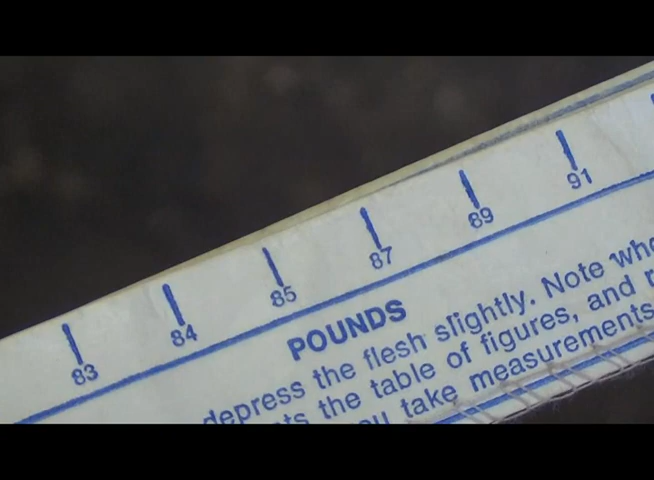 83 84 85 87 89 91
POUNDS
depress the flesh slightly. Note
the table of figures, and
take measurements